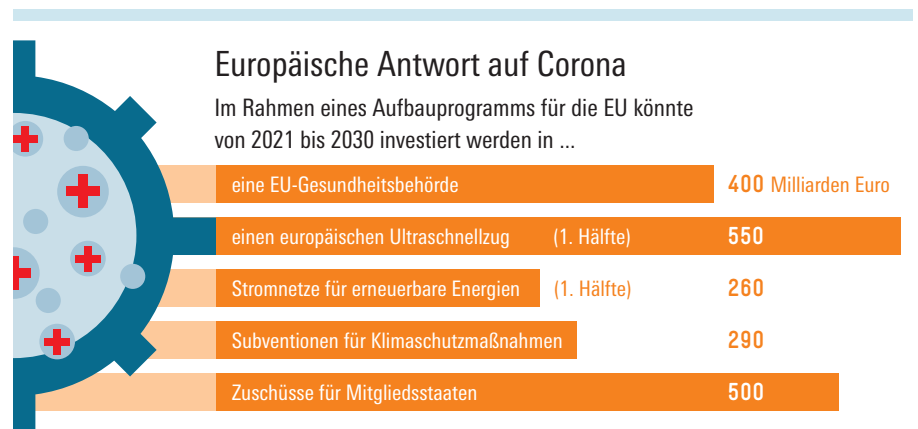 Europäische Antwort auf Corona
Im Rahmen eines Aufbauprogramms für die EU könnte
von 2021 bis 2030 investiert werden in ...
eine EU-Gesundheitsbehörde 400 Milliarden Euro
einen europäischen Ultraschnellzug (1. Hälfte) 550
Stromnetze für erneuerbare Energien (1. Hälfte) 260
Subventionen für Klimaschutzmaßnahmen 290
Zuschüsse für Mitgliedsstaaten 500